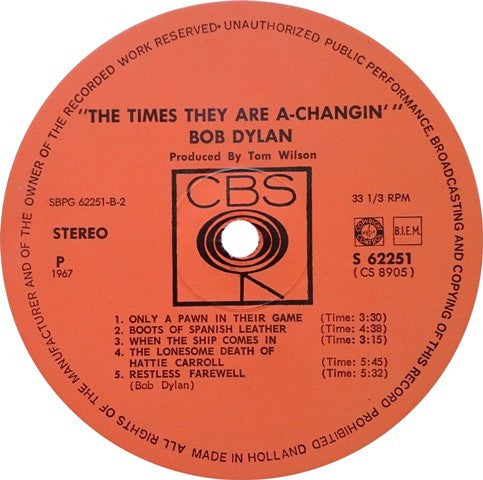 ALL RIGHTS OF THE MANUFACTURER AND OF THE OWNER OF THE RECORDED WORK RESERVED· UNAUTHORIZED PUBLIC PERFORMANCE, BROADCASTING AND COPYING OF THIS RECORD PROHIBITED
"THE TIMES THEY ARE A-CHANGIN' "
BOB DYLAN
Produced By Tom Wilson
CBS
SBPG 62251-B-2
33 1/3 RPM
STEREO
B.I.E.M.
P
1967
S 62251
(CS 8905)
1. ONLY A PAWN IN THEIR GAME (Time: 3:30)
2. BOOTS OF SPANISH LEATHER (Time: 4:38)
3. WHEN THE SHIP COMES IN (Time: 3:15)
4. THE LONESOME DEATH OF
HATTIE CARROLL (Time: 5:45)
5. RESTLESS FAREWELL (Time: 5:32)
(Bob Dylan)
MADE IN HOLLAND